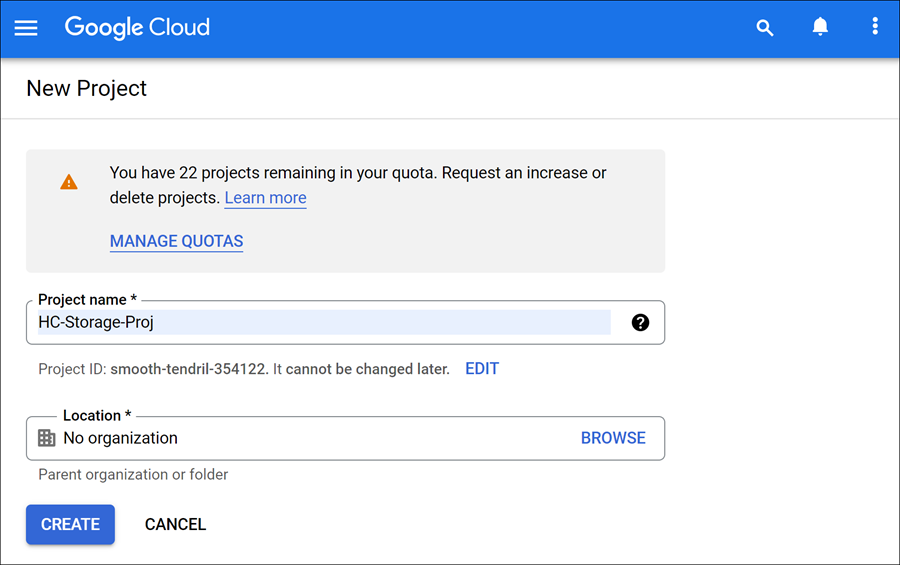 Google Cloud
New Project
You have 22 projects remaining in your quota. Request an increase or
delete projects. Learn more
MANAGE QUOTAS
Project name *
HC-Storage-Proj
Project ID: smooth-tendril-354122. It cannot be changed later. EDIT
Location *
No organization BROWSE
Parent organization or folder
CREATE CANCEL